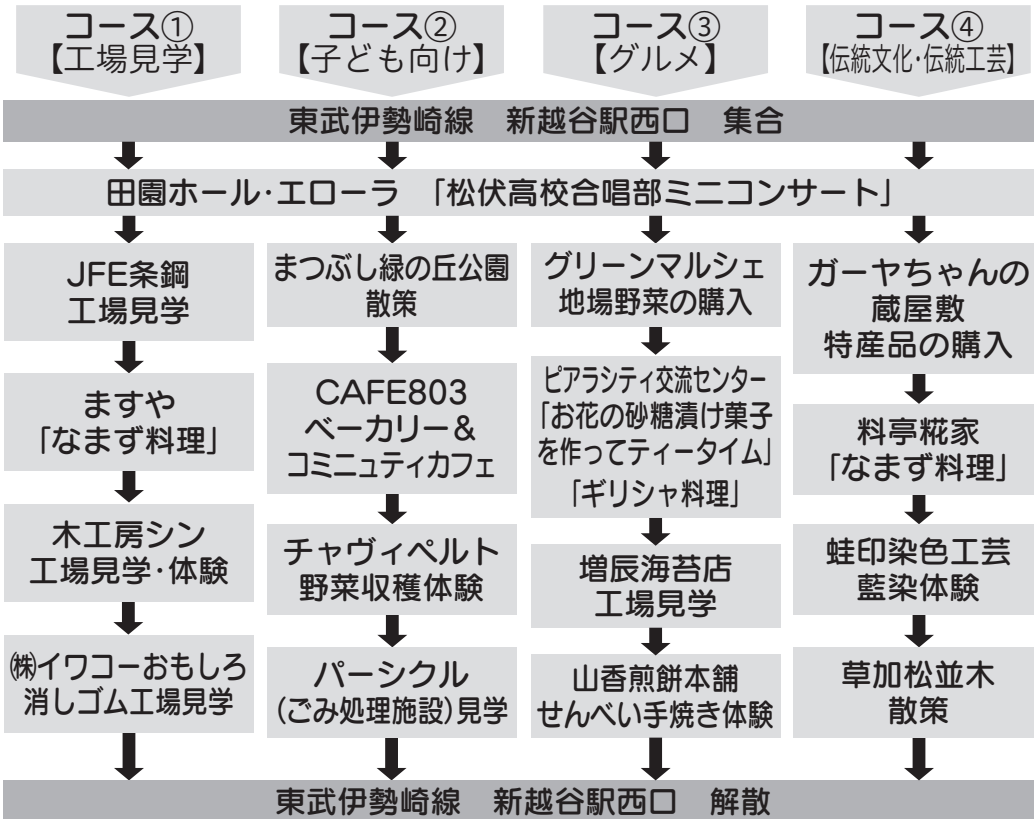 コース①
【工場見学】
コース②
【子ども向け】
コース③
【グルメ】
コース④
【伝統文化・伝統工芸】
東武伊勢崎線 新越谷駅西口 集合
田園ホール・エローラ 「松伏高校合唱部ミニコンサート」
JFE条鋼
工場見学
ますや
「なまず料理」
木工房シン
工場見学・体験
㈱イワコーおもしろ
消しゴム工場見学
まつぶし緑の丘公園
散策
CAFE803
ベーカリー&
コミニュティカフェ
チャヴィペルト
野菜収穫体験
パーシクル
(ごみ処理施設)見学
グリーンマルシェ
地場野菜の購入
ピアラシティ交流センター
「お花の砂糖漬け菓子
を作ってティータイム」
「ギリシャ料理」
増辰海苔店
工場見学
山香煎餅本舗
せんべい手焼き体験
ガーヤちゃんの
蔵屋敷
特産品の購入
料亭糀家
「なまず料理」
蛙印染色工芸
藍染体験
草加松並木
散策
東武伊勢崎線 新越谷駅西口 解散